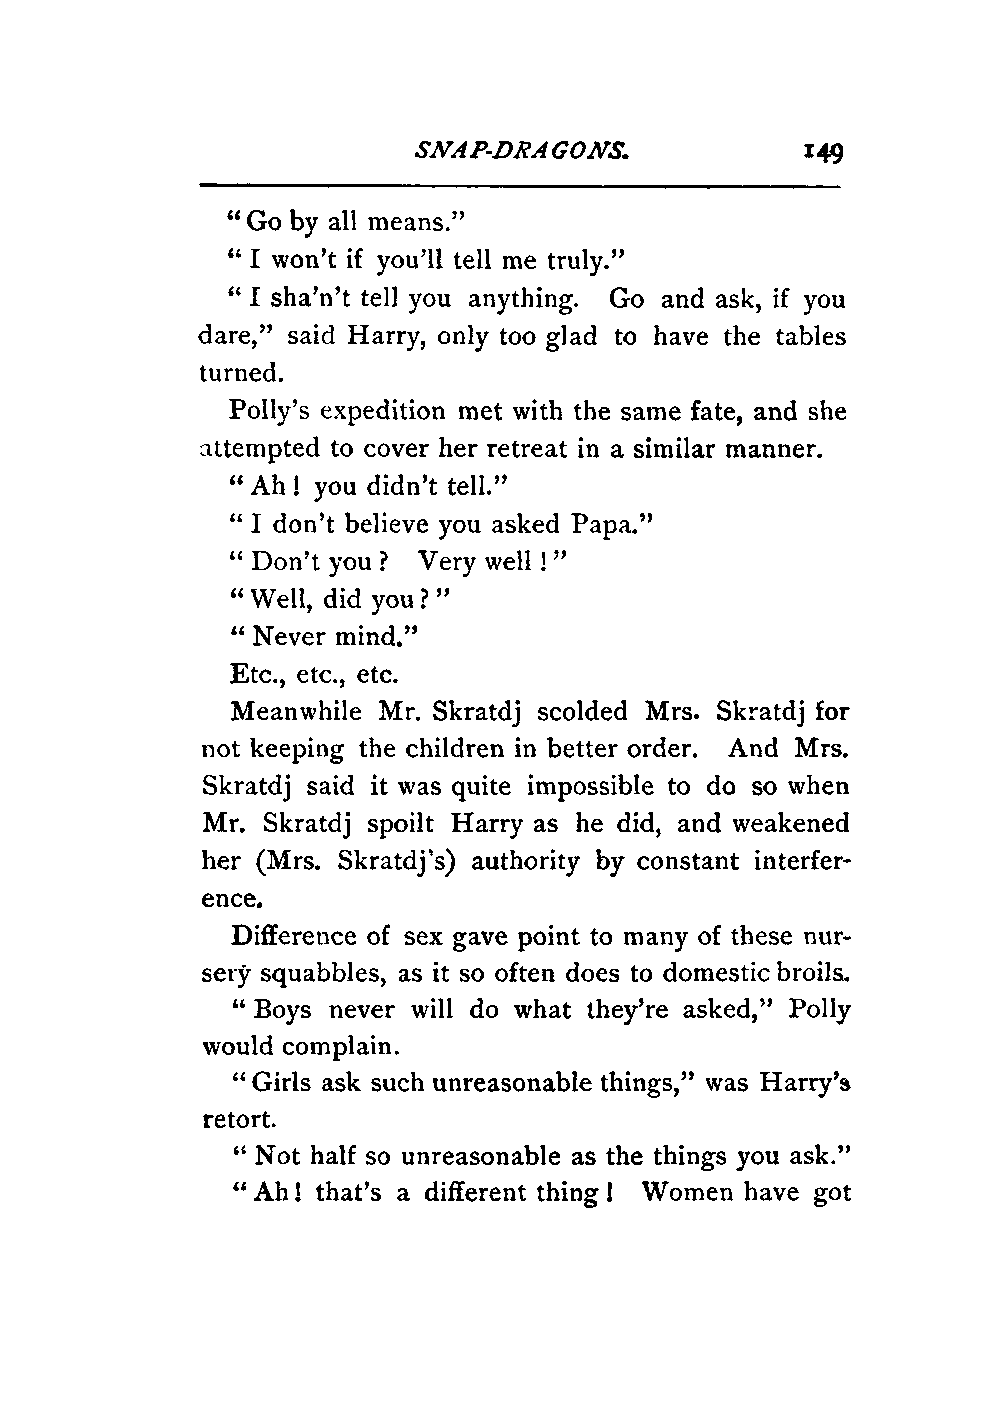 SNAP-DRAGONS. 149
“Go by all means.”
“I won’t if you’ll tell me truly.”
“I sha’n’t tell you anything. Go and ask, if you
dare,” said Harry, only too glad to have the tables
turned.
Polly’s expedition met with the same fate, and she
attempted to cover her retreat in a similar manner.
“Ah! you didn’t tell.”
“I don’t believe you asked Papa.”
“Don’t you? Very well!”
“Well, did you?”
“Never mind.”
Etc., etc., etc.
Meanwhile Mr. Skratdj scolded Mrs. Skratdj for
not keeping the children in better order. And Mrs.
Skratdj said it was quite impossible to do so when
Mr. Skratdj spoilt Harry as he did, and weakened
her (Mrs. Skratdj’s) authority by constant interfer-
ence.
Difference of sex gave point to many of these nur-
sery squabbles, as it so often does to domestic broils.
“Boys never will do what they’re asked,” Polly
would complain.
“Girls ask such unreasonable things,” was Harry’s
retort.
“Not half so unreasonable as the things you ask.”
“Ah! that’s a different thing! Women have got